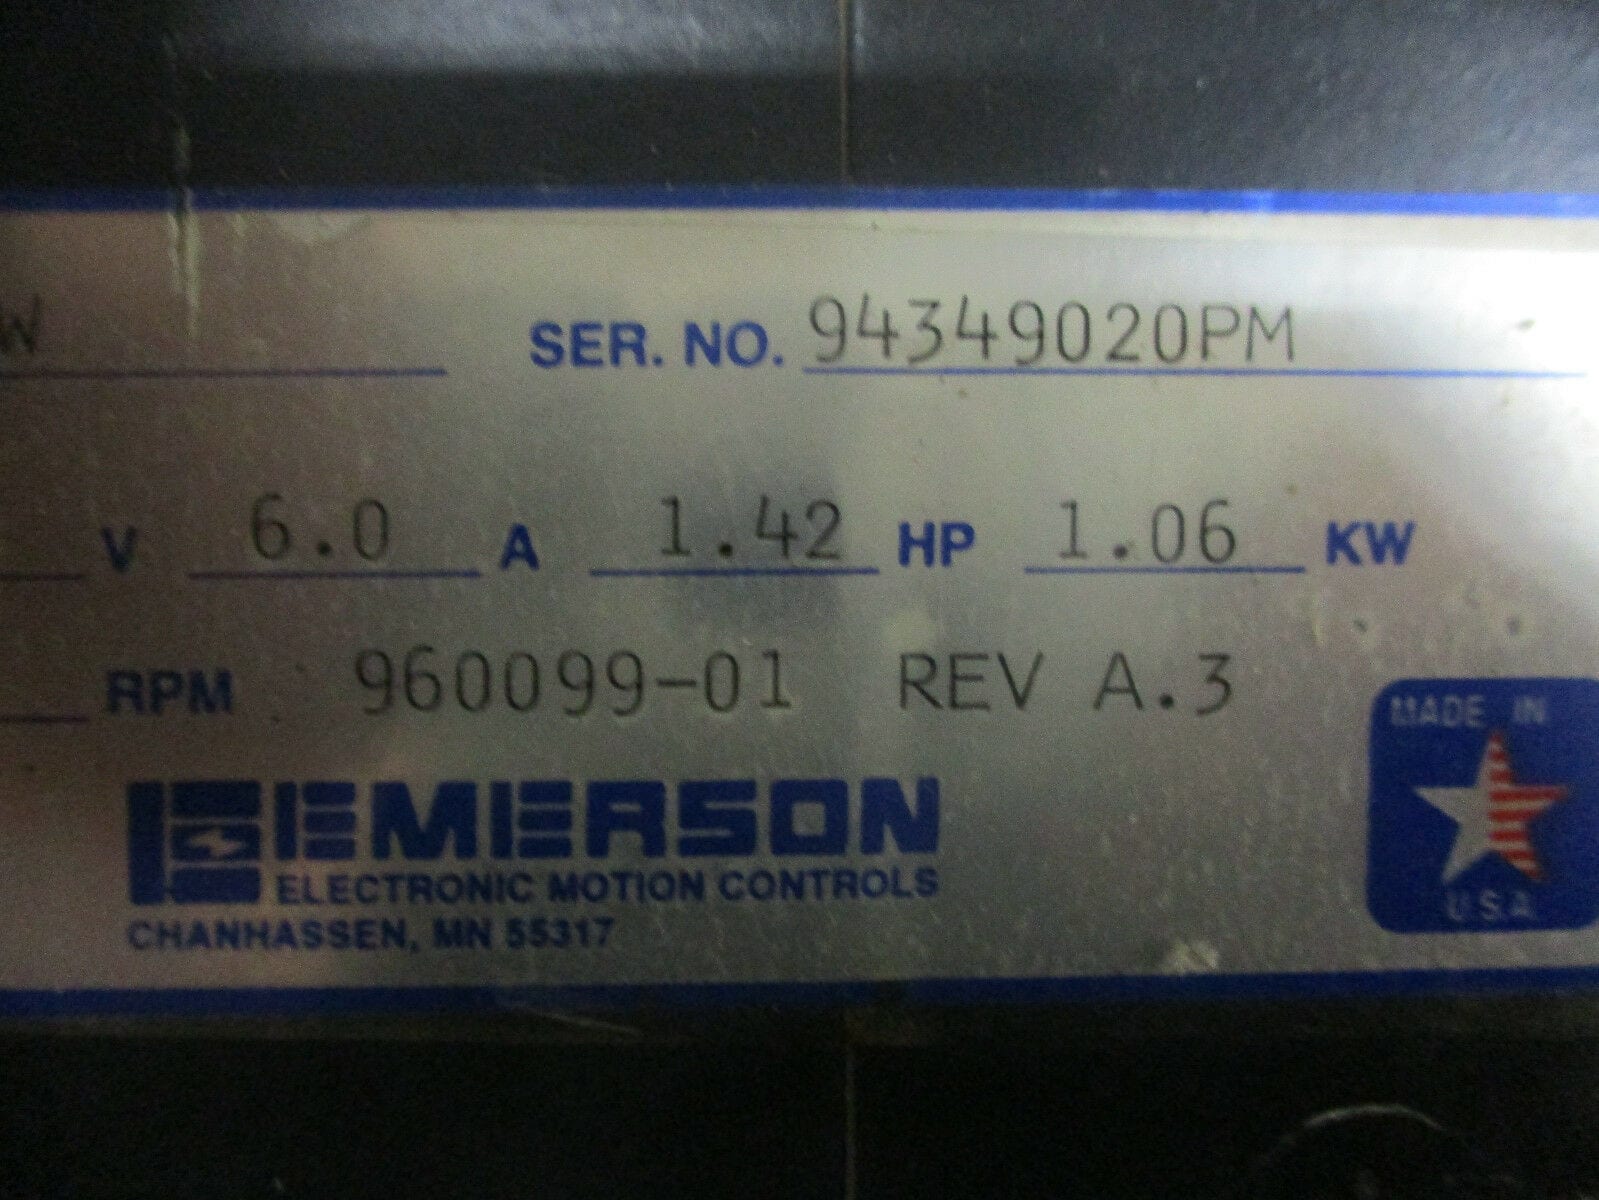 W SER. NO. 94349020PM
V 6.0 A 1.42 HP 1.06 KW
RPM 960099-01 REV A.3
MADE IN
EMERSON
ELECTRONIC MOTION CONTROLS
U.S.A.
CHANHASSEN, MN 55317